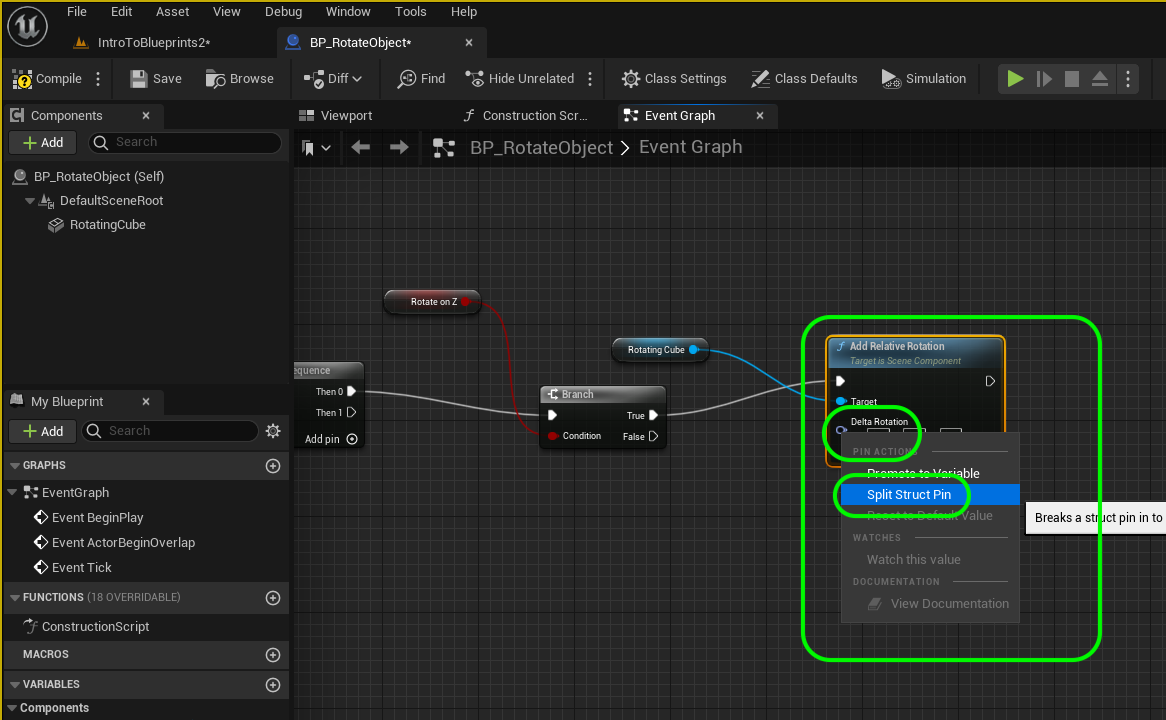 File Edit Asset View Debug Window Tools Help
IntroToBlueprints2* BP_RotateObject*
Compile Save Browse Diff Find Hide Unrelated Class Settings Class Defaults Simulation
Components Viewport Construction Scr... Event Graph
Add Search BP_RotateObject > Event Graph
BP_RotateObject (Self)
DefaultSceneRoot
RotatingCube
Rotate on Z
Rotating Cube
Add Relative Rotation
Target is Scene Component
equence
Then 0
Then 1
Add pin
Branch
True
Condition
False
Target
Delta Rotation
PIN ACTIONS
Promote to Variable
Split Struct Pin
Reset to Default Value
Breaks a struct pin in to
WATCHES
Watch this value
DOCUMENTATION
View Documentation
My Blueprint
Add Search
GRAPHS
EventGraph
Event BeginPlay
Event ActorBeginOverlap
Event Tick
FUNCTIONS (18 OVERRIDABLE)
ConstructionScript
MACROS
VARIABLES
Components